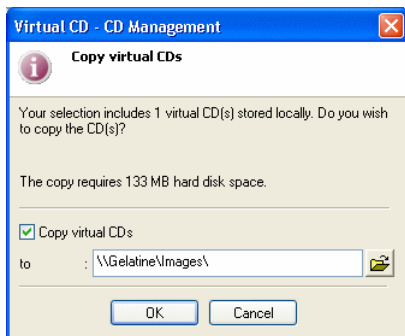 Virtual CD - CD Management
Copy virtual CDs
Your selection includes 1 virtual CD(s) stored locally. Do you wish
to copy the CD(s)?
The copy requires 133 MB hard disk space.
Copy virtual CDs
to : \\Gelatine\Images\
OK Cancel